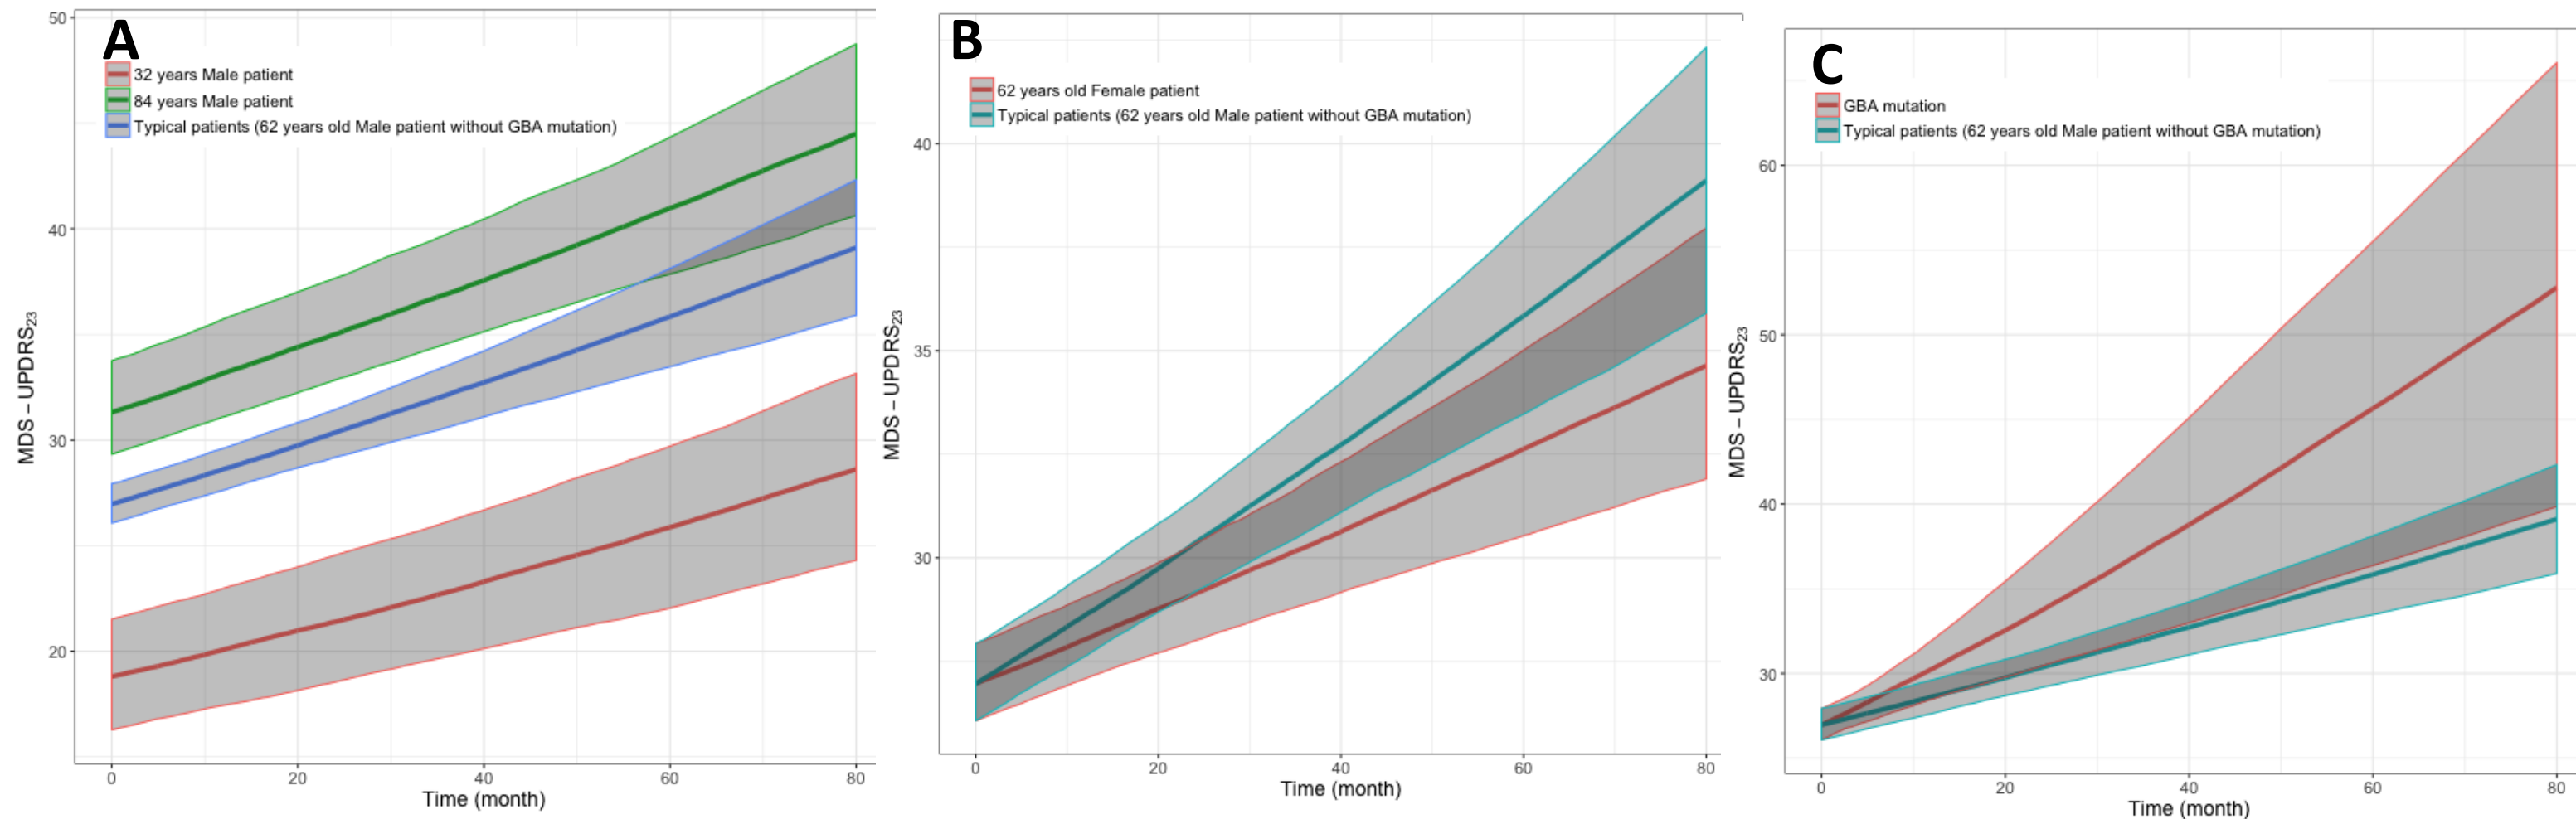 A
32 years Male patient
84 years Male patient
Typical patients (62 years old Male patient without GBA mutation)
50
40
30
20
MDS – UPDRS23
0 20 40 60 80
Time (month)
B
62 years old Female patient
Typical patients (62 years old Male patient without GBA mutation)
40
35
30
MDS – UPDRS23
0 20 40 60 80
Time (month)
C
GBA mutation
Typical patients (62 years old Male patient without GBA mutation)
60
50
40
30
MDS – UPDRS23
0 20 40 60 80
Time (month)